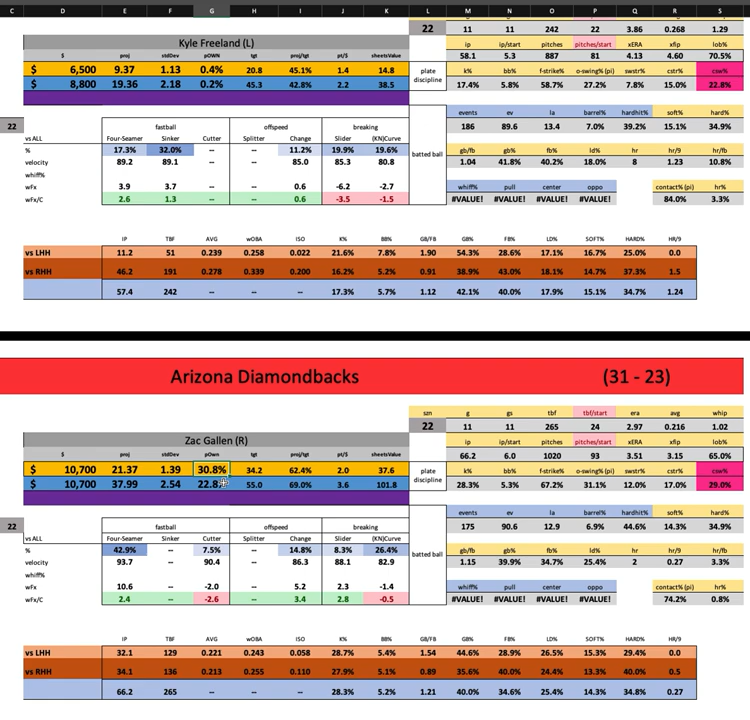 C D E F G H I J K L M N O P Q R S
22 11 11 242 22 3.86 0.268 1.29
Kyle Freeland (L)
ip ip/start pitches pitches/start xERA xfip lob%
58.1 5.3 887 81 4.13 4.60 70.5%
$ proj stdDev pOWN tgt proj/tgt pt/$ sheetsValue
$ 6,500 9.37 1.13 0.4% 20.8 45.1% 1.4 14.8
$ 8,800 19.36 2.18 0.2% 45.3 42.8% 2.2 38.5
plate discipline
k% bb% f-strike% o-swing% (pi) swstr% cstr% csw%
17.4% 5.8% 58.7% 27.2% 7.8% 15.0% 22.8%
events ev la barrel% hardhit% soft% hard%
186 89.6 13.4 7.0% 39.2% 15.1% 34.9%
22 fastball offspeed breaking
vs ALL Four-Seamer Sinker Cutter Splitter Change Slider (KN)Curve
% 17.3% 32.0% -- -- 11.2% 19.9% 19.6%
velocity 89.2 89.1 -- -- 85.0 85.3 80.8
whiff%
wFx 3.9 3.7 0.6 -6.2 -2.7
wFx/C 2.6 1.3 0.6 -3.5 -1.5
batted ball
gb/fb gb% fb% ld% hr hr/9 hr/fb
1.04 41.8% 40.2% 18.0% 8 1.23 10.8%
whiff% pull center oppo contact% (pi) hr%
#VALUE! #VALUE! #VALUE! #VALUE! 84.0% 3.3%
IP TBF AVG wOBA ISO K% BB% GB/FB GB% FB% LD% SOFT% HARD% HR/9
vs LHH 11.2 51 0.239 0.258 0.022 21.6% 7.8% 1.90 54.3% 28.6% 17.1% 16.7% 25.0% 0.0
vs RHH 46.2 191 0.278 0.339 0.200 16.2% 5.2% 0.91 38.9% 43.0% 18.1% 14.7% 37.3% 1.5
57.4 242 -- -- -- 17.3% 5.7% 1.12 42.1% 40.0% 17.9% 15.1% 34.7% 1.24
Arizona Diamondbacks (31 - 23)
szn g gs tbf tbf/start era avg whip
22 11 11 265 24 2.97 0.216 1.02
Zac Gallen (R)
ip ip/start pitches pitches/start xERA xfip lob%
66.2 6.0 1020 93 3.51 3.15 65.0%
$ proj stdDev pOwn tgt proj/tgt pt/$ sheetsValue
$ 10,700 21.37 1.39 30.8% 34.2 62.4% 2.0 37.6
$ 10,700 37.99 2.54 22.8% 55.0 69.0% 3.6 101.8
plate discipline
k% bb% f-strike% o-swing% (pi) swstr% cstr% csw%
28.3% 5.3% 67.2% 31.1% 12.0% 17.0% 29.0%
events ev la barrel% hardhit% soft% hard%
175 90.6 12.9 6.9% 44.6% 14.3% 34.9%
22 fastball offspeed breaking
vs ALL Four-Seamer Sinker Cutter Splitter Change Slider (KN)Curve
% 42.9% -- 7.5% -- 14.8% 8.3% 26.4%
velocity 93.7 -- 90.4 -- 86.3 88.1 82.9
whiff%
wFx 10.6 -2.0 5.2 2.3 -1.4
wFx/C 2.4 -2.6 3.4 2.8 -0.5
batted ball
gb/fb gb% fb% ld% hr hr/9 hr/fb
1.15 39.9% 34.7% 25.4% 2 0.27 3.3%
whiff% pull center oppo contact% (pi) hr%
#VALUE! #VALUE! #VALUE! #VALUE! 74.2% 0.8%
IP TBF AVG wOBA ISO K% BB% GB/FB GB% FB% LD% SOFT% HARD% HR/9
vs LHH 32.1 129 0.221 0.243 0.058 28.7% 5.4% 1.54 44.6% 28.9% 26.5% 15.3% 29.4% 0.0
vs RHH 34.1 136 0.213 0.255 0.110 27.9% 5.1% 0.89 35.6% 40.0% 24.4% 13.3% 40.0% 0.5
66.2 265 -- -- -- 28.3% 5.2% 1.21 40.0% 34.6% 25.4% 14.3% 34.8% 0.27